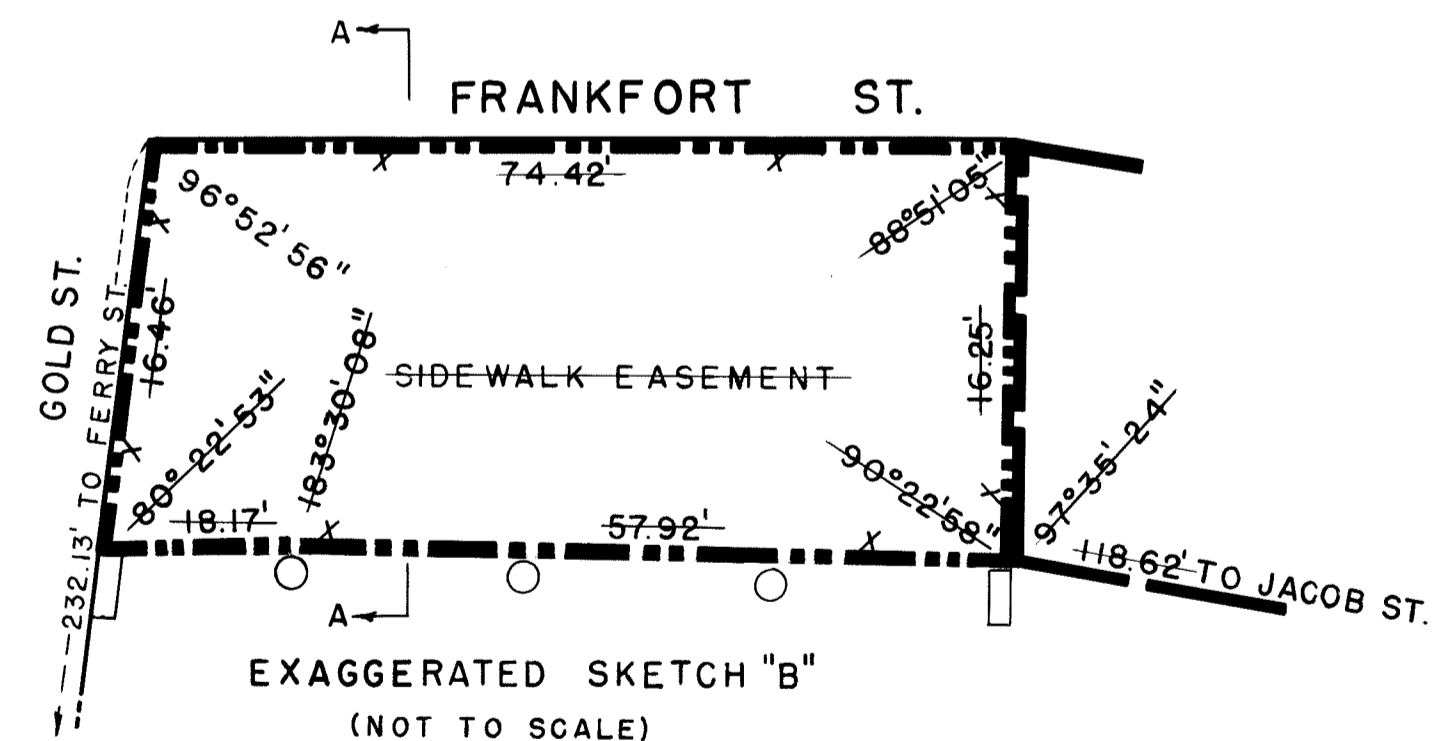 A
FRANKFORT ST.
74.42'
96°52'56"
88°51'05"
GOLD ST.
232.13' TO FERRY ST.
16.46'
SIDEWALK EASEMENT
16.25'
80°22'53"
183°30'08"
90°22'58"
97°35'24"
18.17'
57.92'
118.62' TO JACOB ST.
A
EXAGGERATED SKETCH "B"
(NOT TO SCALE)